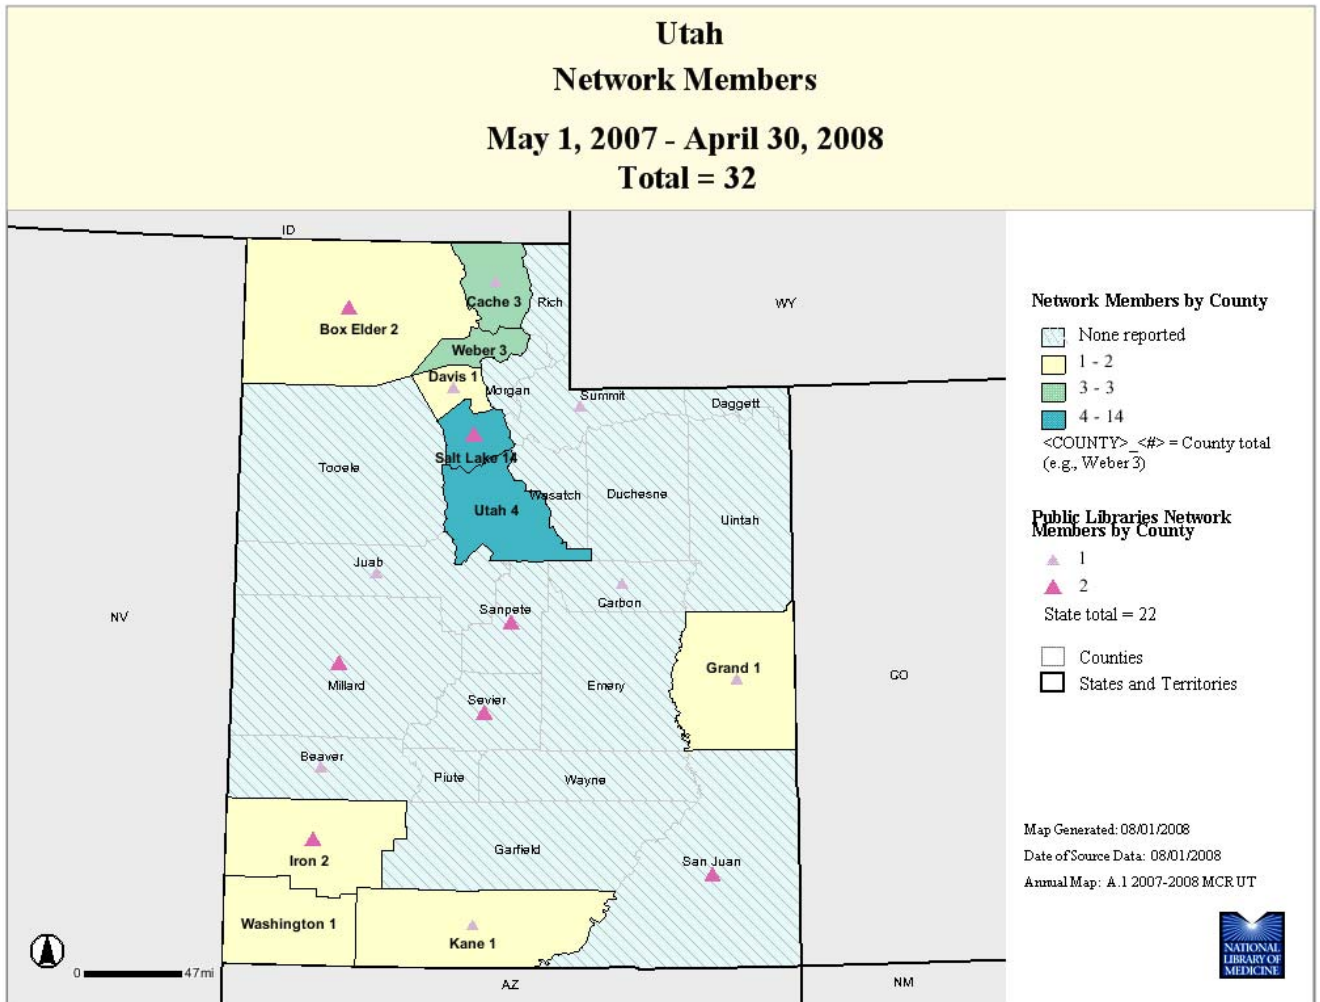 Utah
Network Members
May 1, 2007 - April 30, 2008
Total = 32
ID
WY
NV
CO
AZ
NM
Cache 3
Rich
Box Elder 2
Weber 3
Davis 1
Morgan
Summit
Daggett
Salt Lake 14
Tooele
Wasatch
Duchesne
Utah 4
Uintah
Juab
Carbon
Sanpete
Grand 1
Millard
Emery
Sevier
Beaver
Piute
Wayne
Garfield
Iron 2
San Juan
Washington 1
Kane 1
0
47mi
Network Members by County
None reported
1 - 2
3 - 3
4 - 14
<COUNTY>_<#> = County total
(e.g., Weber 3)
Public Libraries Network
Members by County
1
2
State total = 22
Counties
States and Territories
Map Generated: 08/01/2008
Date of Source Data: 08/01/2008
Annual Map: A.1 2007-2008 MCR UT
NATIONAL
LIBRARY OF
MEDICINE